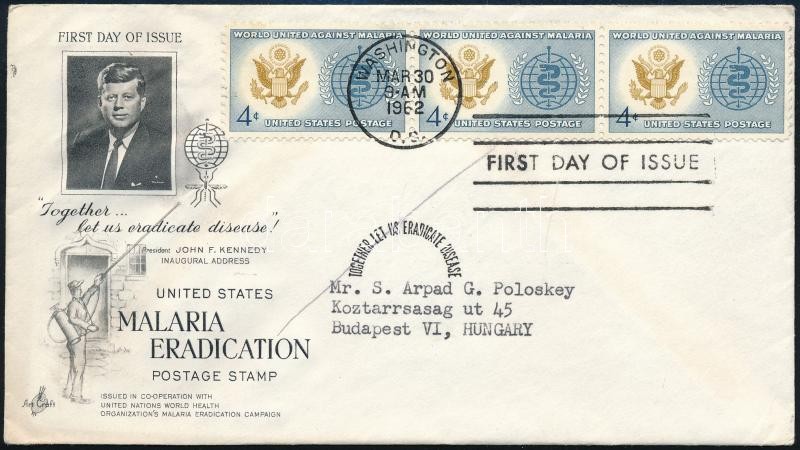 FIRST DAY OF ISSUE
WORLD UNITED AGAINST MALARIA
4¢
UNITED STATES POSTAGE
WORLD UNITED AGAINST MALARIA
4¢
UNITED STATES POSTAGE
WORLD UNITED AGAINST MALARIA
4¢
UNITED STATES POSTAGE
WASHINGTON
MAR 30
9-AM
1962
D.C.
FIRST DAY OF ISSUE
"Together ...
let us eradicate disease!"
President JOHN F. KENNEDY
INAUGURAL ADDRESS
UNITED STATES
MALARIA
ERADICATION
POSTAGE STAMP
ISSUED IN CO-OPERATION WITH
UNITED NATIONS WORLD HEALTH
ORGANIZATION'S MALARIA ERADICATION CAMPAIGN
Art Craft
TOGETHER LET US ERADICATE DISEASE
Mr. S. Arpad G. Poloskey
Koztarrsasag ut 45
Budapest VI, HUNGARY